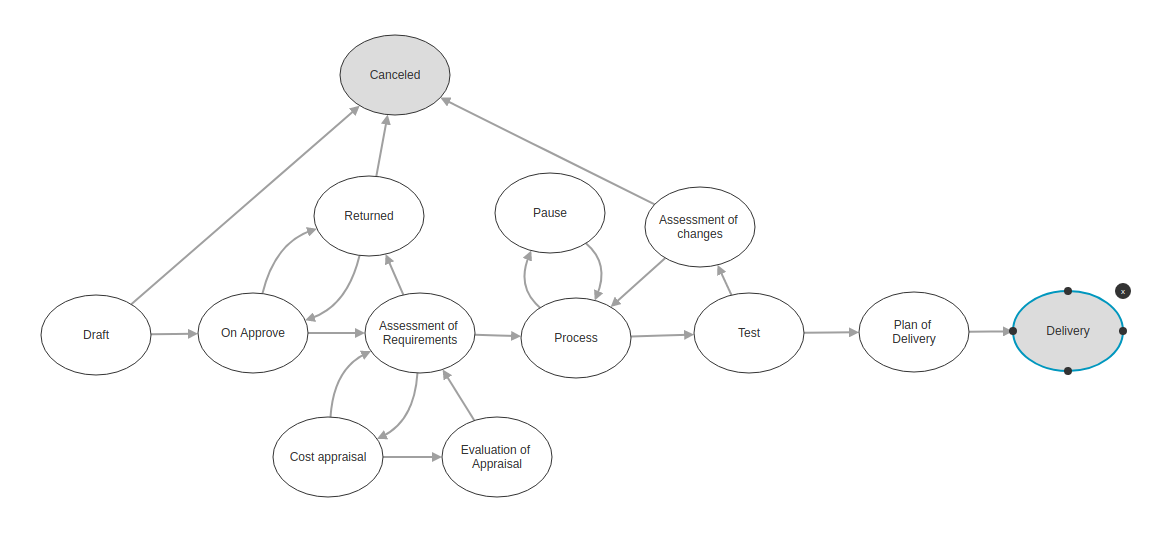 Canceled
Returned
Pause
Assessment of
changes
Draft
On Approve
Assessment of
Requirements
Process
Test
Plan of
Delivery
Delivery
x
Cost appraisal
Evaluation of
Appraisal